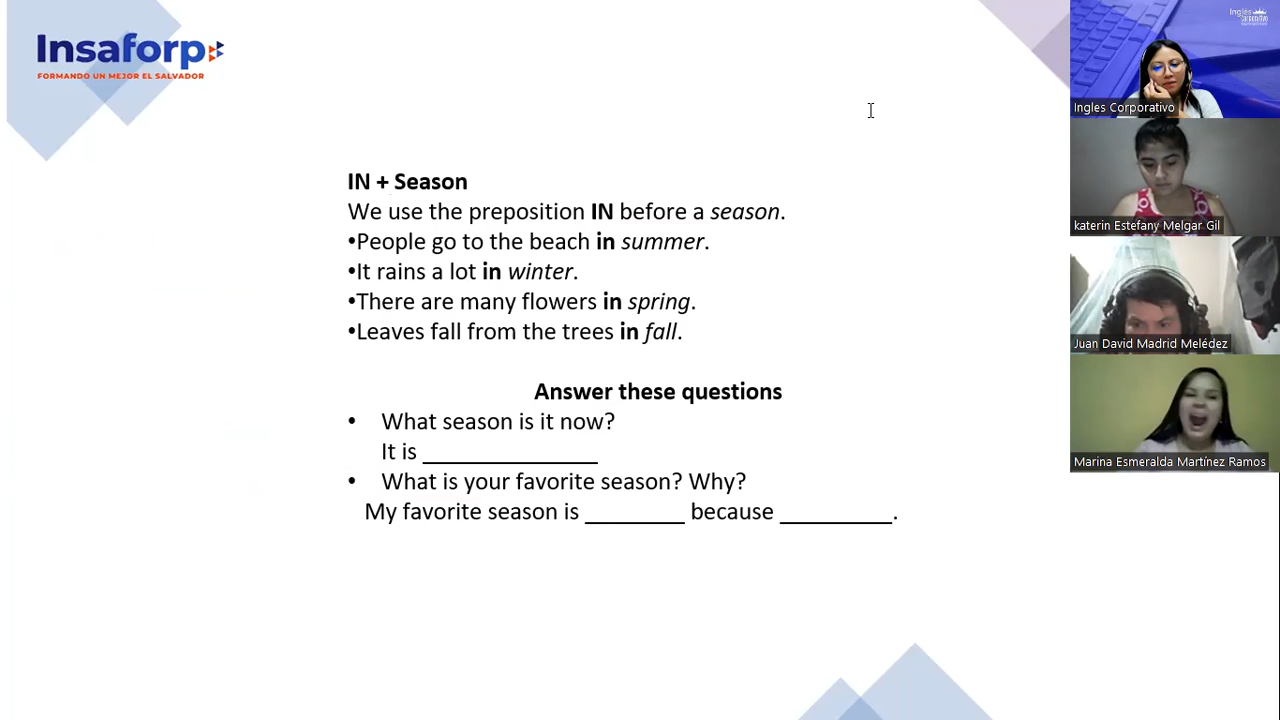 Insaforp
FORMANDO UN MEJOR EL SALVADOR
IN + Season
We use the preposition IN before a season.
•People go to the beach in summer.
•It rains a lot in winter.
•There are many flowers in spring.
•Leaves fall from the trees in fall.
Answer these questions
• What season is it now?
It is _______________
• What is your favorite season? Why?
My favorite season is ________ because _________.
Ingles Corporativo
katerin Estefany Melgar Gil
Juan David Madrid Melédez
Marina Esmeralda Martínez Ramos